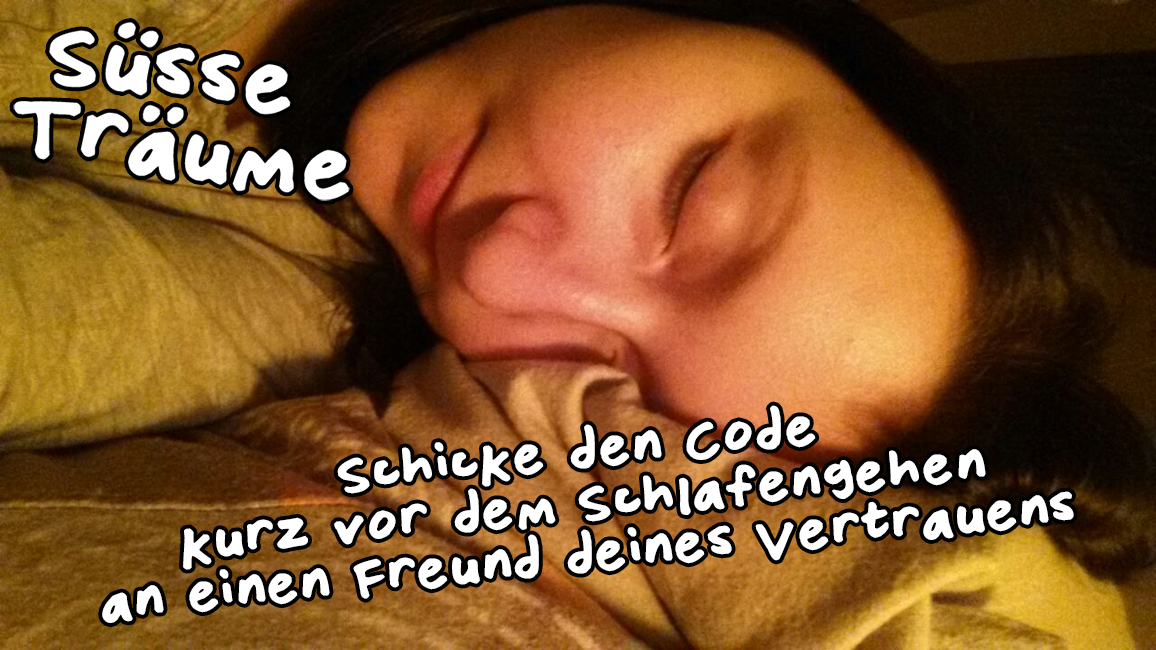 Süsse
Träume
Schicke den Code
kurz vor dem Schlafengehen
an einen Freund deines Vertrauens